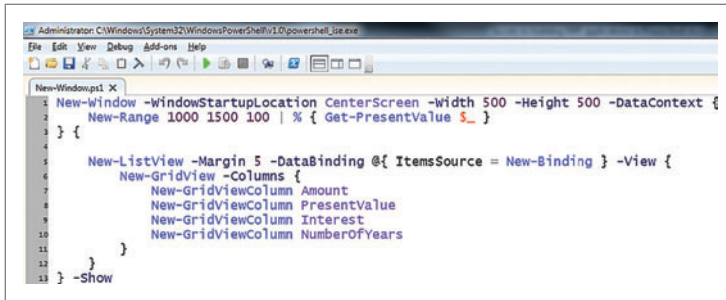 Administrator: C:\Windows\System32\WindowsPowerShell\v1.0\powershell_ise.exe
File Edit View Debug Add-ons Help
New-Window.ps1 X
1 New-Window -WindowStartupLocation CenterScreen -Width 500 -Height 500 -DataContext {
2 New-Range 1000 1500 100 | % { Get-PresentValue $_ }
3 } {
4
5 New-ListView -Margin 5 -DataBinding @{ ItemsSource = New-Binding } -View {
6 New-GridView -Columns {
7 New-GridViewColumn Amount
8 New-GridViewColumn PresentValue
9 New-GridViewColumn Interest
10 New-GridViewColumn NumberOfYears
11 }
12 }
13 } -Show